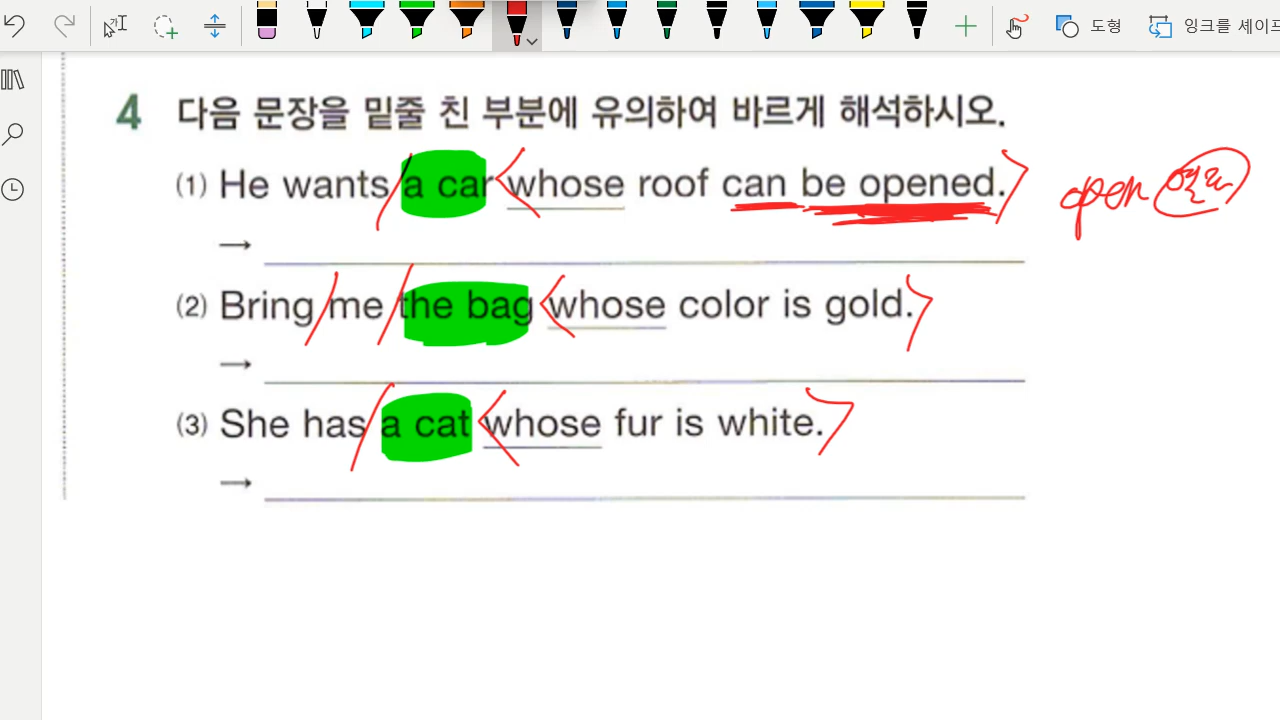 도형
잉크를 셰이프
4 다음 문장을 밑줄 친 부분에 유의하여 바르게 해석하시오.
(1) He wants a car whose roof can be opened.
open 열다
→
(2) Bring me the bag whose color is gold.
→
(3) She has a cat whose fur is white.
→